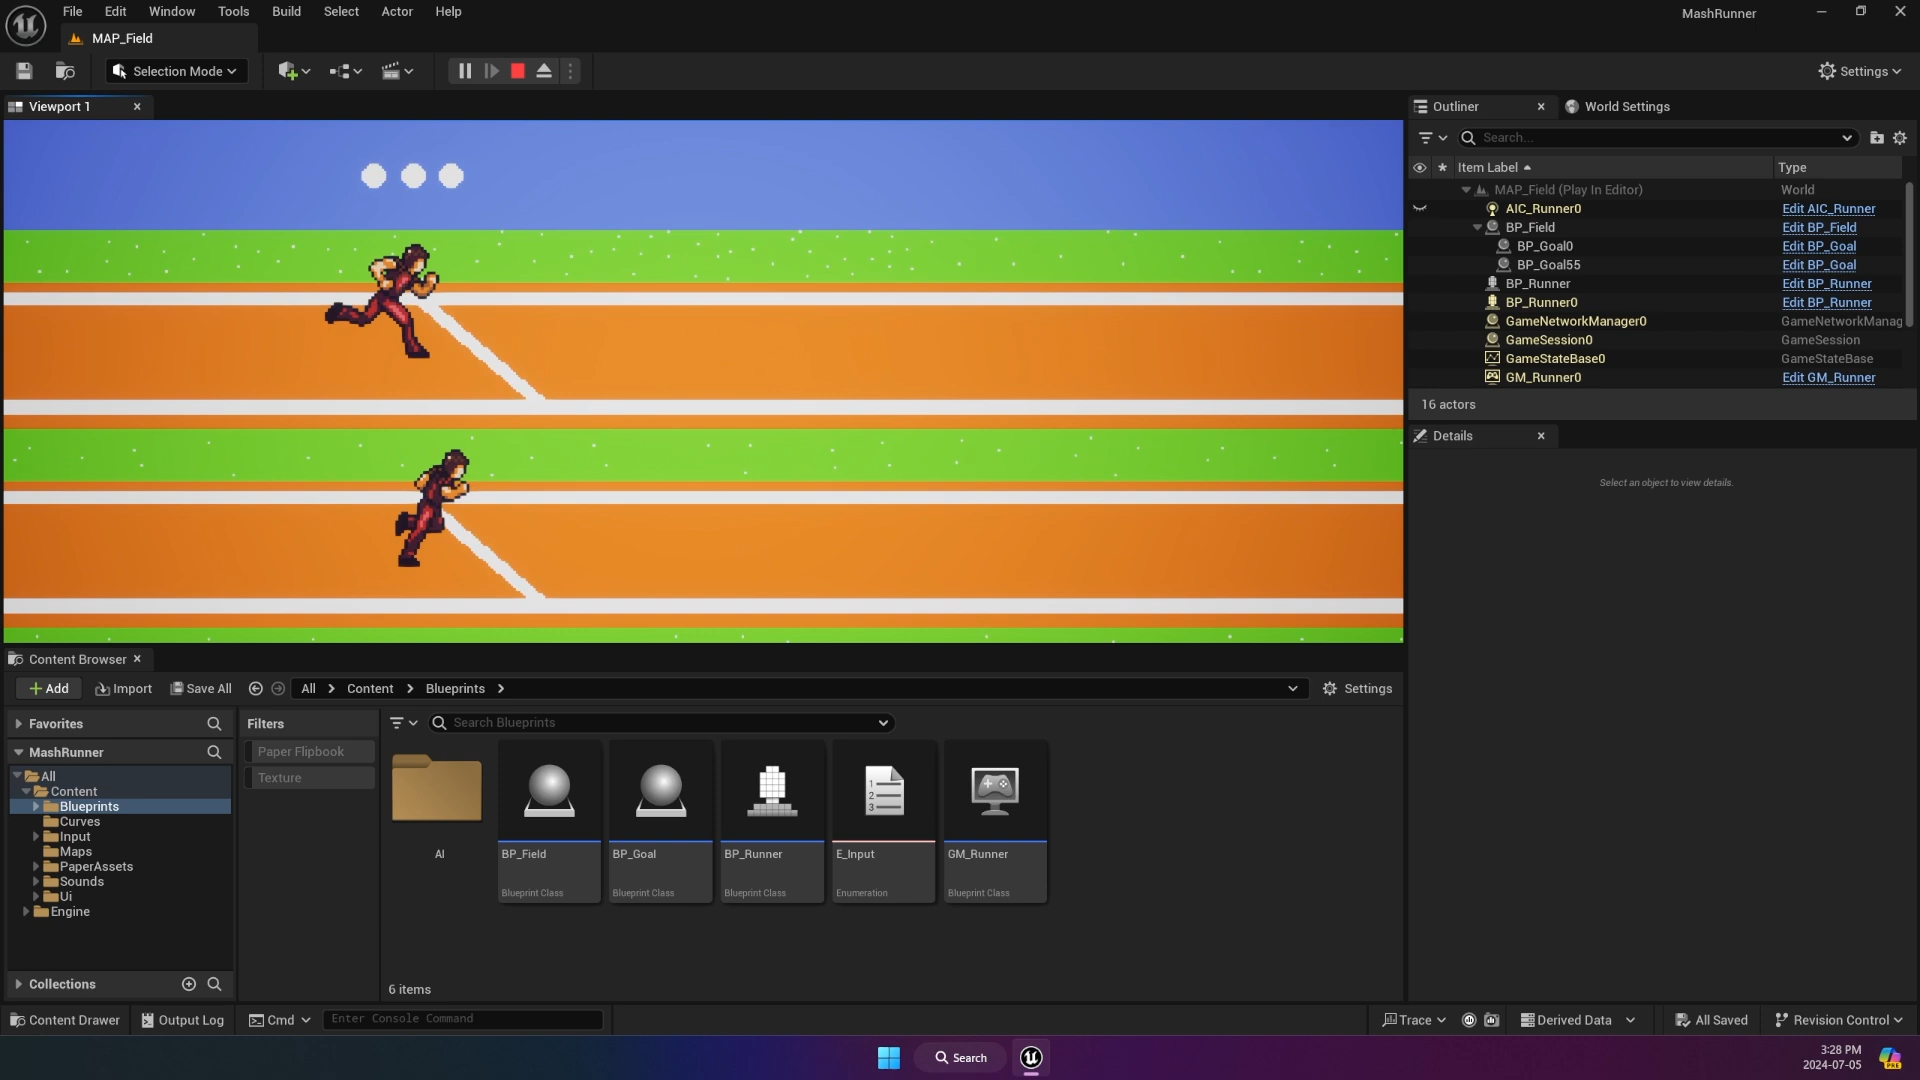 File Edit Window Tools Build Select Actor Help
MashRunner
MAP_Field
Selection Mode
Settings
Viewport 1
Outliner
World Settings
Search...
Item Label
Type
MAP_Field (Play In Editor)
World
AIC_Runner0
Edit AIC_Runner
BP_Field
Edit BP_Field
BP_Goal0
Edit BP_Goal
BP_Goal55
Edit BP_Goal
BP_Runner
Edit BP_Runner
BP_Runner0
Edit BP_Runner
GameNetworkManager0
GameNetworkManag
GameSession0
GameSession
GameStateBase0
GameStateBase
GM_Runner0
Edit GM_Runner
16 actors
Details
Select an object to view details.
Content Browser
Add
Import
Save All
All
Content
Blueprints
Settings
Favorites
MashRunner
All
Content
Blueprints
Curves
Input
Maps
PaperAssets
Sounds
Ui
Engine
Collections
Filters
Paper Flipbook
Texture
Search Blueprints
AI
BP_Field
Blueprint Class
BP_Goal
Blueprint Class
BP_Runner
Blueprint Class
1
2
3
E_Input
Enumeration
GM_Runner
Blueprint Class
6 items
Content Drawer
Output Log
Cmd
Enter Console Command
Trace
Derived Data
All Saved
Revision Control
Search
3:28 PM
2024-07-05
PRE